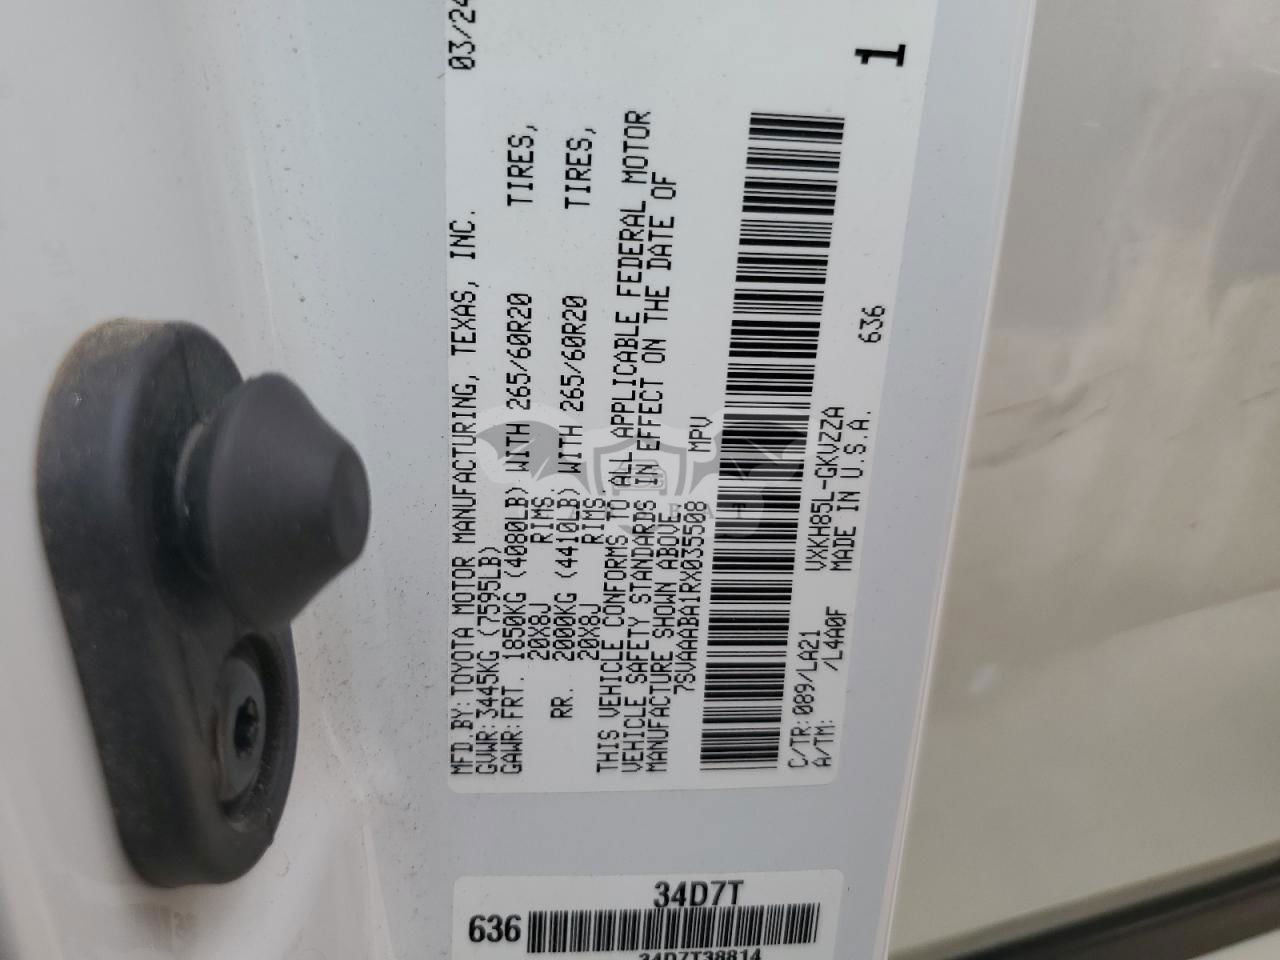 MFD.BY:TOYOTA MOTOR MANUFACTURING, TEXAS, INC. 03/24
GVWR:3445KG (7595LB)
GAWR:FRT. 1850KG (4080LB) WITH 265/60R20 TIRES,
20X8J RIMS,
RR. 2000KG (4410LB) WITH 265/60R20 TIRES,
20X8J RIMS.
THIS VEHICLE CONFORMS TO ALL APPLICABLE FEDERAL MOTOR
VEHICLE SAFETY STANDARDS IN EFFECT ON THE DATE OF
MANUFACTURE SHOWN ABOVE.
7SVAAABA1RX035508 MPV
1
C/TR:089/LA21 VXKH85L-GKVZZA 636
A/TM: /L4A0F MADE IN U.S.A.
34D7T
636
34D7T38814